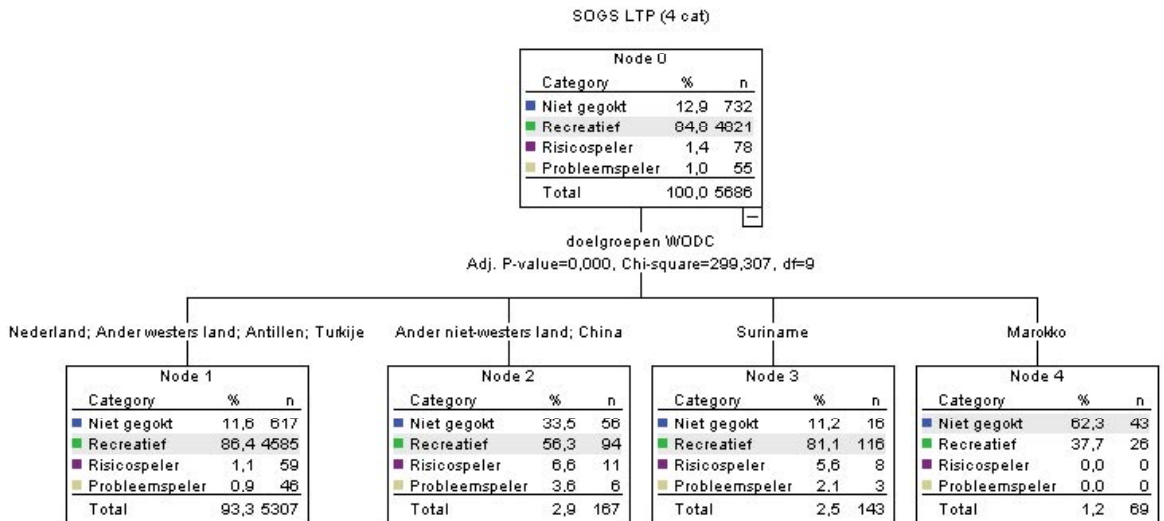 SOGS LTP (4 cat)
Node 0
Category % n
Niet gegokt 12,9 732
Recreatief 84,8 4821
Risicospeler 1,4 78
Probleemspeler 1,0 55
Total 100,0 5686
doelgroepen WODC
Adj. P-value=0,000, Chi-square=299,307, df=9
Nederland; Ander westers land; Antillen; Turkije
Node 1
Category % n
Niet gegokt 11,6 617
Recreatief 86,4 4585
Risicospeler 1,1 59
Probleemspeler 0,9 46
Total 93,3 5307
Ander niet-westers land; China
Node 2
Category % n
Niet gegokt 33,5 56
Recreatief 56,3 94
Risicospeler 6,6 11
Probleemspeler 3,6 6
Total 2,9 167
Suriname
Node 3
Category % n
Niet gegokt 11,2 16
Recreatief 81,1 116
Risicospeler 5,6 8
Probleemspeler 2,1 3
Total 2,5 143
Marokko
Node 4
Category % n
Niet gegokt 62,3 43
Recreatief 37,7 26
Risicospeler 0,0 0
Probleemspeler 0,0 0
Total 1,2 69